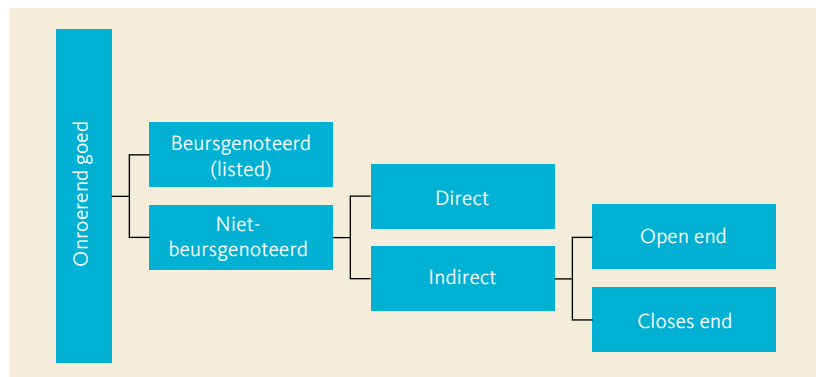 Onroerend goed
Beursgenoteerd
(listed)
Niet-
beursgenoteerd
Direct
Indirect
Open end
Closes end